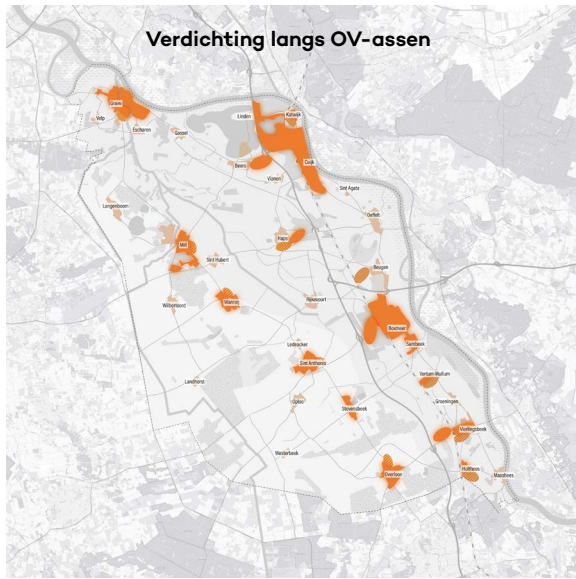 Verdichting langs OV-assen
Grave
Velp
Escharen
Gassel
Linden
Katwijk
Beers
Cuijk
Vianen
Sint Agata
Langenboom
Oeffelt
Mill
Haps
Sint Hubert
Beugen
Wilbertoord
Wanroij
Rijkevoort
Boxmeer
Sambeek
Ledeacker
Sint Anthonis
Landhorst
Vortum-Mullum
Oploo
Groeningen
Stevensbeek
Vierlingsbeek
Westerbeek
Overloon
Holthees
Maashees